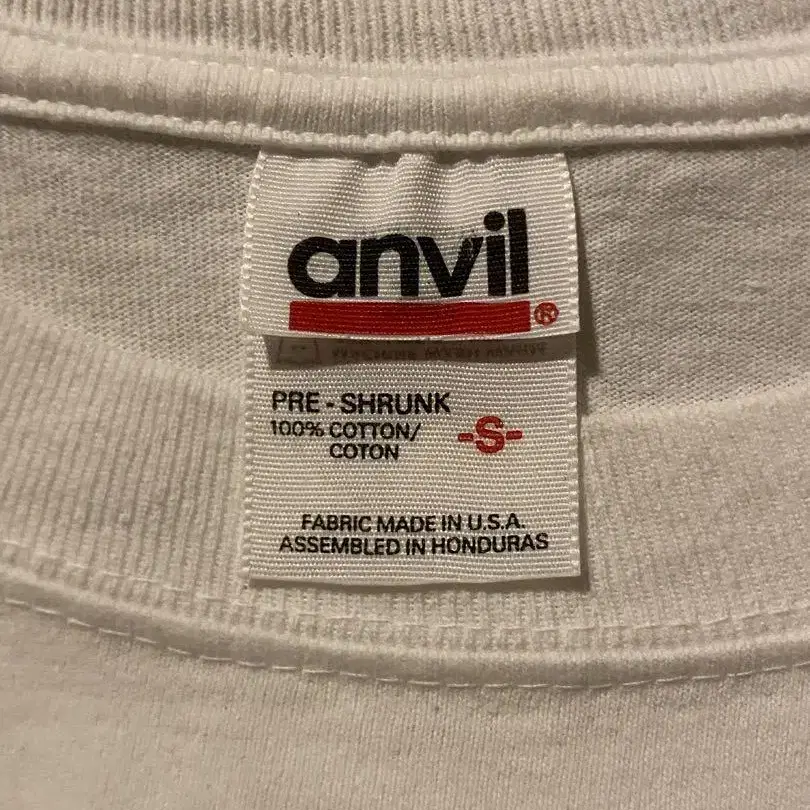 anvil®
PRE - SHRUNK
100% COTTON/
COTON
-S-
FABRIC MADE IN U.S.A.
ASSEMBLED IN HONDURAS